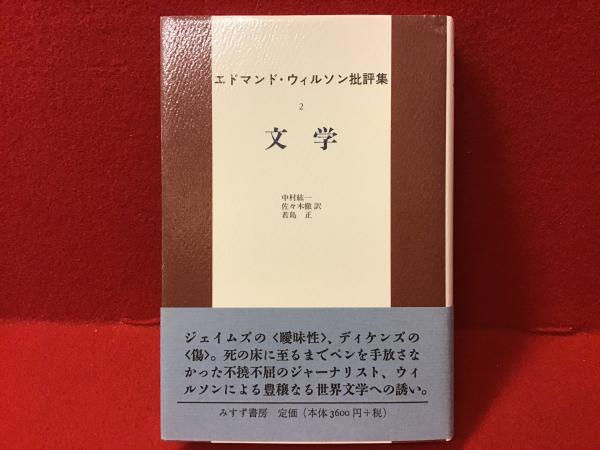 エドマンド・ウィルソン批評集
2
文学
中村紘一
佐々木徹 訳
若島 正
ジェイムズの〈曖昧性〉、ディケンズの
〈傷〉。死の床に至るまでペンを手放さな
かった不撓不屈のジャーナリスト、ウィ
ルソンによる豊穣なる世界文学への誘い。
みすず書房 定価（本体3600円+税）